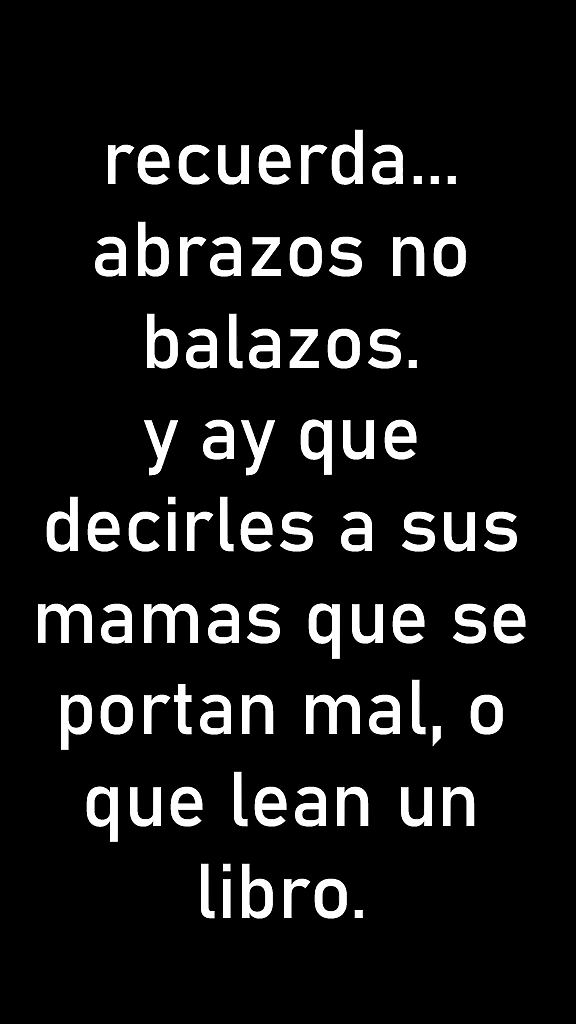 recuerda...
abrazos no
balazos.
y ay que
decirles a sus
mamas que se
portan mal, o
que lean un
libro.